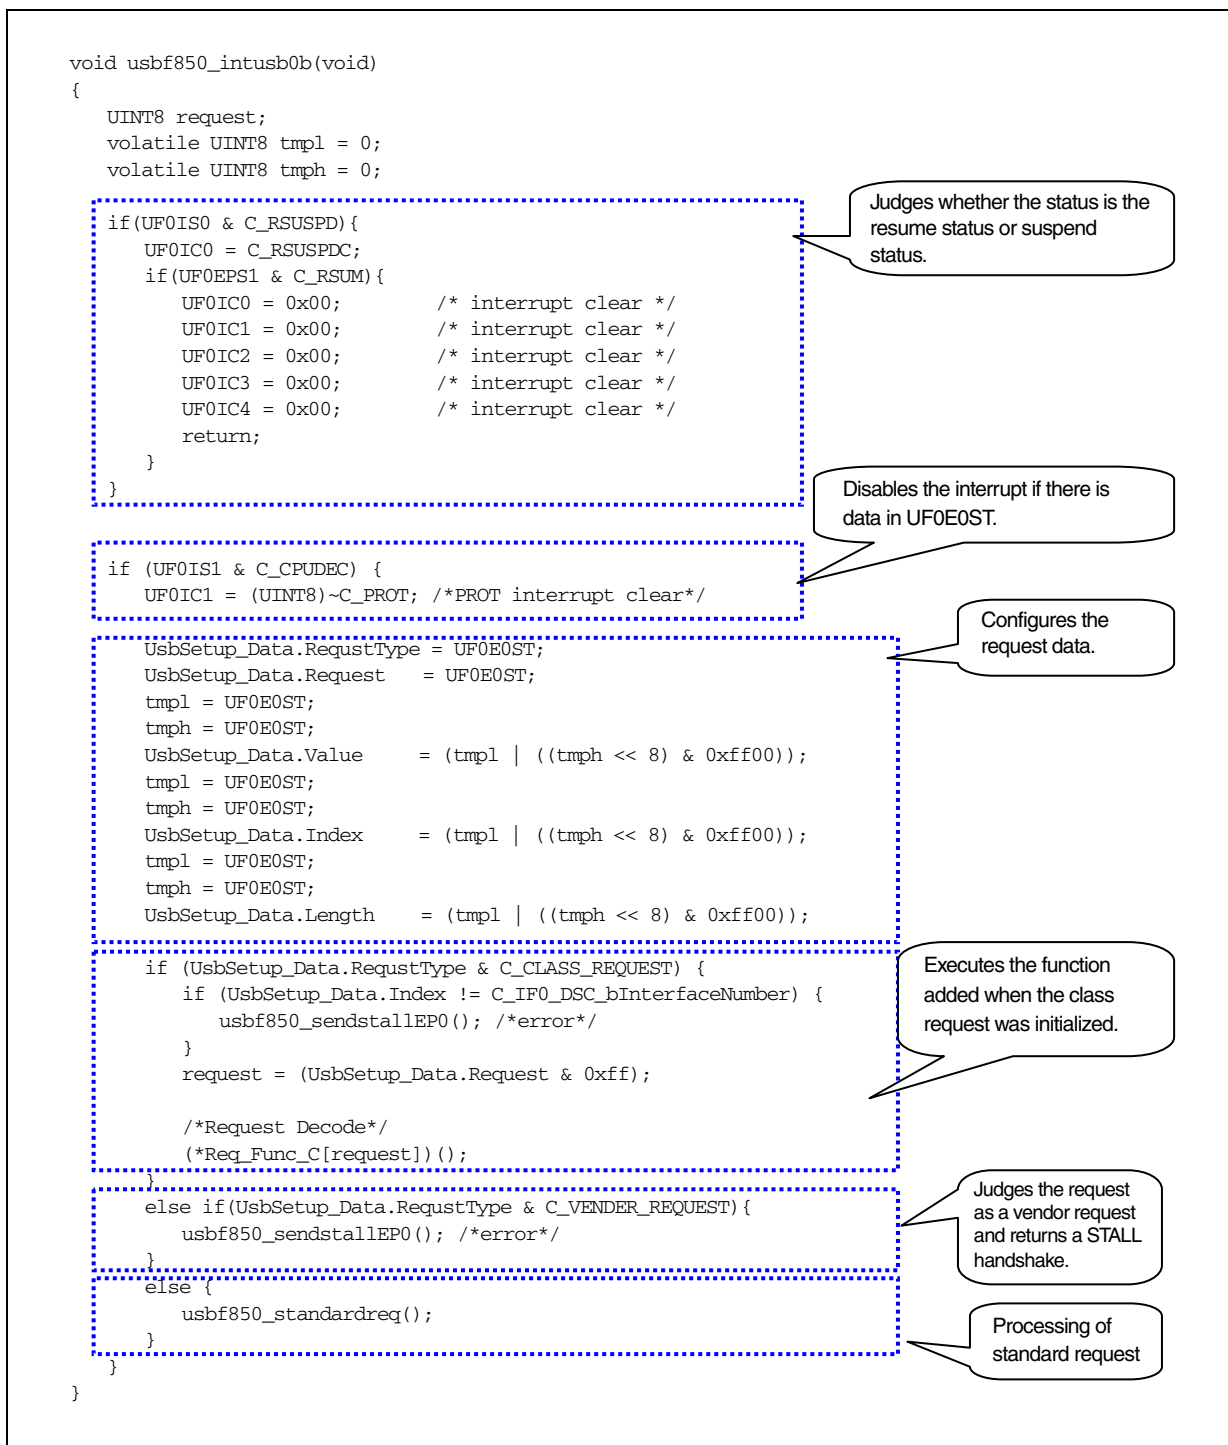 void usbf850_intusb0b(void)
{
UINT8 request;
volatile UINT8 tmpl = 0;
volatile UINT8 tmph = 0;
if(UF0IS0 & C_RSUSPD){
UF0IC0 = C_RSUSPDC;
if(UF0EPS1 & C_RSUM){
UF0IC0 = 0x00; /* interrupt clear */
UF0IC1 = 0x00; /* interrupt clear */
UF0IC2 = 0x00; /* interrupt clear */
UF0IC3 = 0x00; /* interrupt clear */
UF0IC4 = 0x00; /* interrupt clear */
return;
}
}
Judges whether the status is the
resume status or suspend
status.
if (UF0IS1 & C_CPUDEC) {
UF0IC1 = (UINT8)~C_PROT; /*PROT interrupt clear*/
Disables the interrupt if there is
data in UF0E0ST.
UsbSetup_Data.RequstType = UF0E0ST;
UsbSetup_Data.Request = UF0E0ST;
tmpl = UF0E0ST;
tmph = UF0E0ST;
UsbSetup_Data.Value = (tmpl | ((tmph << 8) & 0xff00));
tmpl = UF0E0ST;
tmph = UF0E0ST;
UsbSetup_Data.Index = (tmpl | ((tmph << 8) & 0xff00));
tmpl = UF0E0ST;
tmph = UF0E0ST;
UsbSetup_Data.Length = (tmpl | ((tmph << 8) & 0xff00));
Configures the
request data.
if (UsbSetup_Data.RequstType & C_CLASS_REQUEST) {
if (UsbSetup_Data.Index != C_IF0_DSC_bInterfaceNumber) {
usbf850_sendstallEP0(); /*error*/
}
request = (UsbSetup_Data.Request & 0xff);
/*Request Decode*/
(*Req_Func_C[request])();
}
Executes the function
added when the class
request was initialized.
else if(UsbSetup_Data.RequstType & C_VENDER_REQUEST){
usbf850_sendstallEP0(); /*error*/
}
Judges the request
as a vendor request
and returns a STALL
handshake.
else {
usbf850_standardreq();
}
Processing of
standard request
}
}